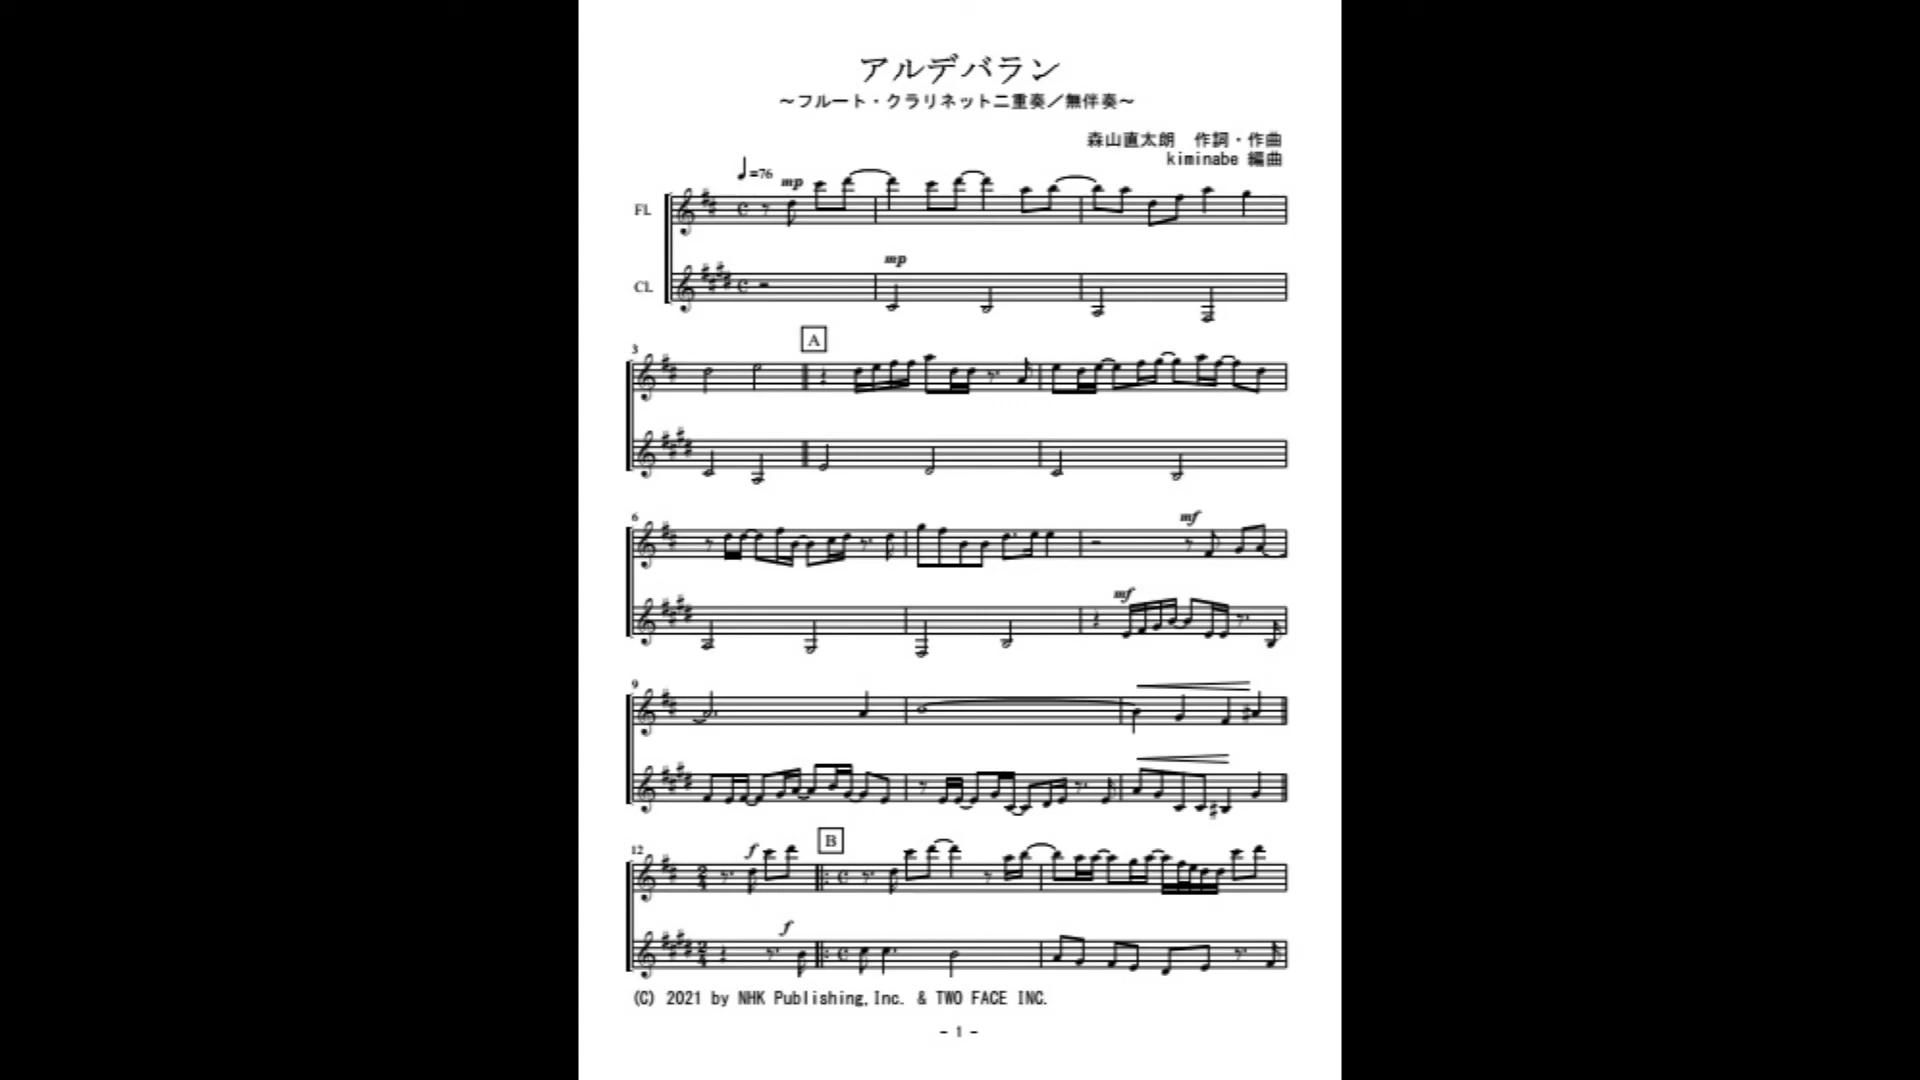 アルデバラン
～フルート・クラリネット二重奏／無伴奏～
森山直太朗　作詞・作曲
kiminabe 編曲
♩=76
mp
FL
mp
CL
3
A
6
mf
mf
9
12
f
B
f
(C) 2021 by NHK Publishing,Inc. & TWO FACE INC.
- 1 -